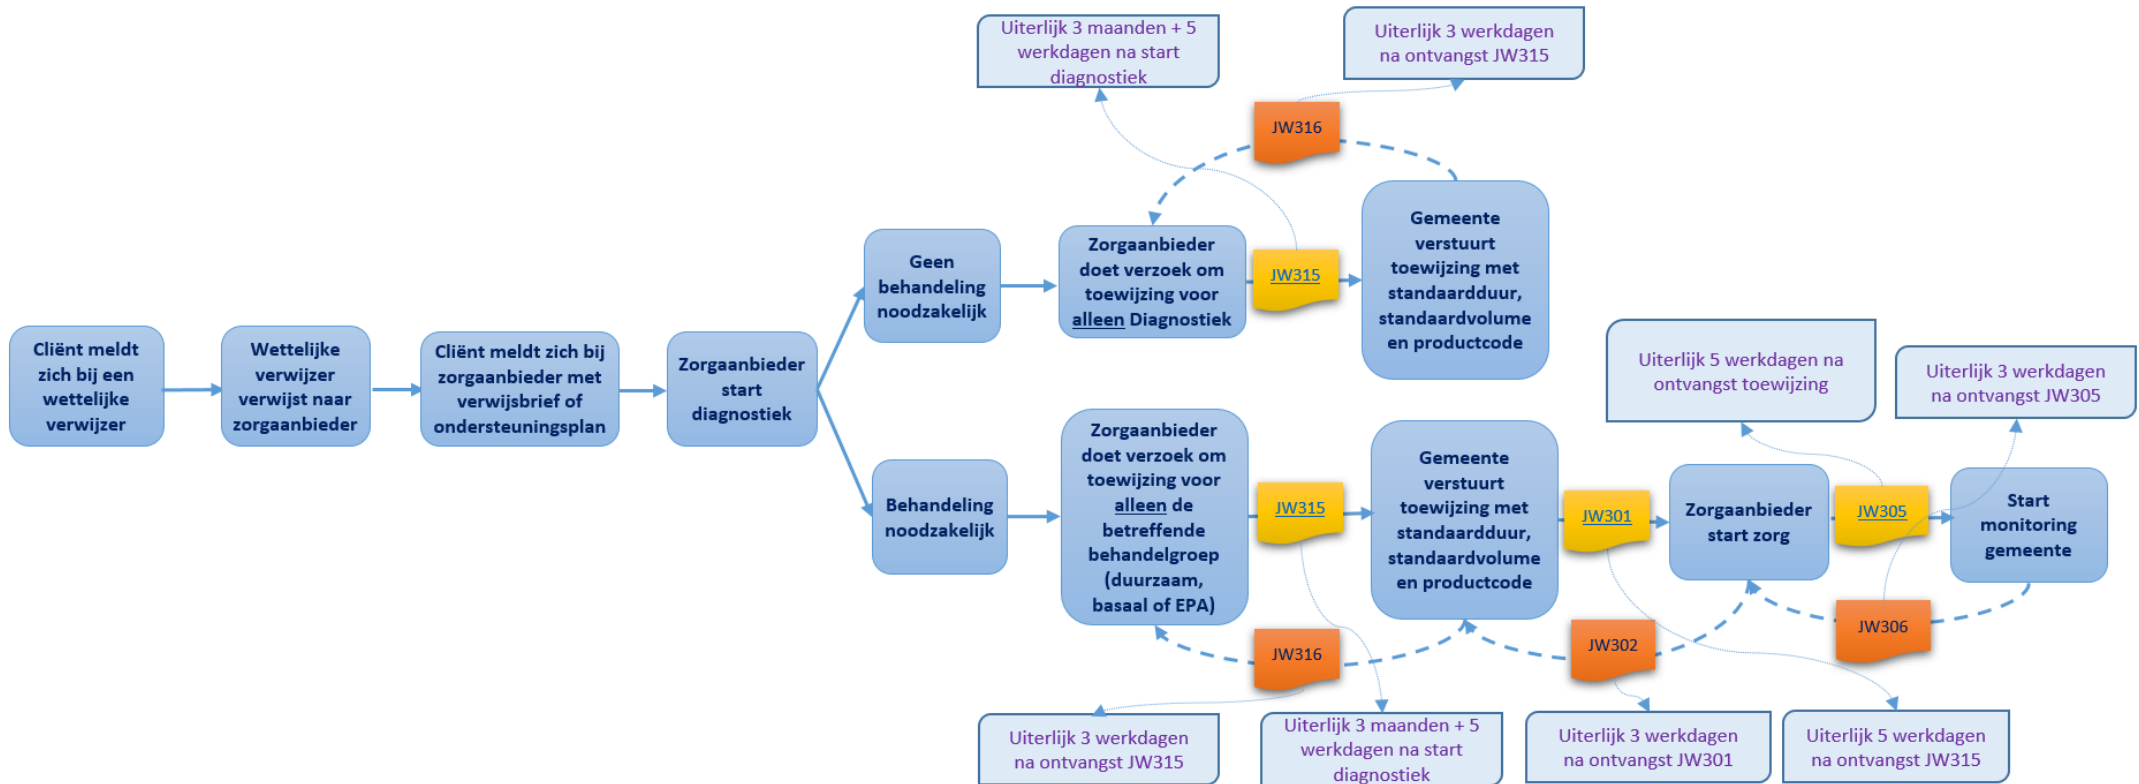 Uiterlijk 3 maanden + 5
werkdagen na start
diagnostiek
Uiterlijk 3 werkdagen
na ontvangst JW315
JW316
Cliënt meldt
zich bij een
wettelijke
verwijzer
Wettelijke
verwijzer
verwijst naar
zorgaanbieder
Cliënt meldt zich bij
zorgaanbieder met
verwijsbrief of
ondersteuningsplan
Zorgaanbieder
start
diagnostiek
Geen
behandeling
noodzakelijk
Zorgaanbieder
doet verzoek om
toewijzing voor
alleen Diagnostiek
JW315
Gemeente
verstuurt
toewijzing met
standaardduur,
standaardvolume
en productcode
Behandeling
noodzakelijk
Zorgaanbieder
doet verzoek om
toewijzing voor
alleen de
betreffende
behandelgroep
(duurzaam,
basaal of EPA)
JW315
Gemeente
verstuurt
toewijzing met
standaardduur,
standaardvolume
en productcode
JW301
Zorgaanbieder
start zorg
JW305
Start
monitoring
gemeente
Uiterlijk 5 werkdagen na
ontvangst toewijzing
Uiterlijk 3 werkdagen
na ontvangst JW305
JW316
JW302
JW306
Uiterlijk 3 werkdagen
na ontvangst JW315
Uiterlijk 3 maanden + 5
werkdagen na start
diagnostiek
Uiterlijk 3 werkdagen
na ontvangst JW301
Uiterlijk 5 werkdagen
na ontvangst JW315